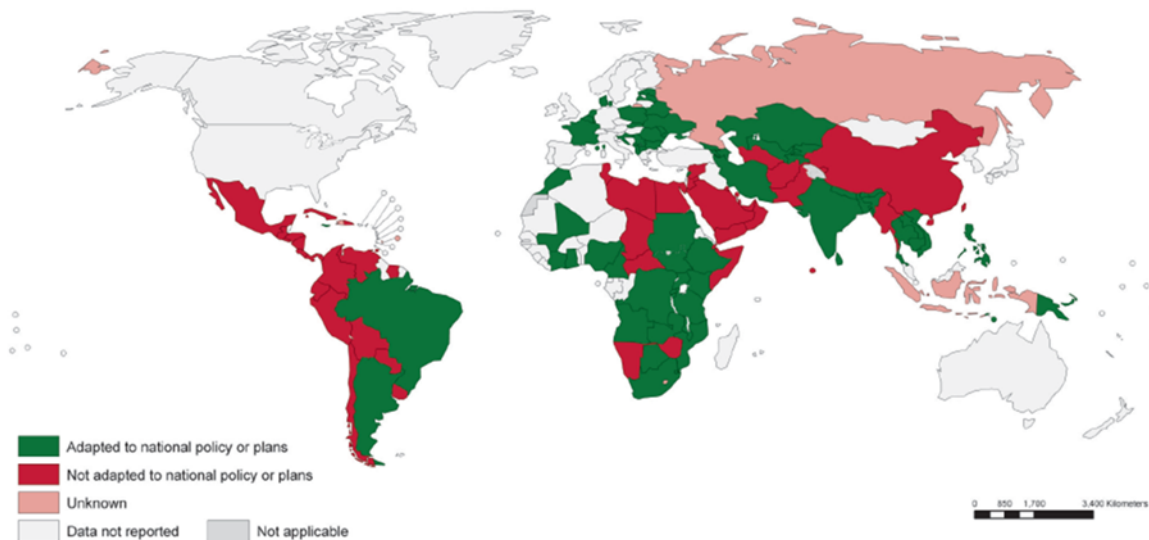 Adapted to national policy or plans
Not adapted to national policy or plans
Unknown
Data not reported
Not applicable
0 850 1,700 3,400 Kilometers